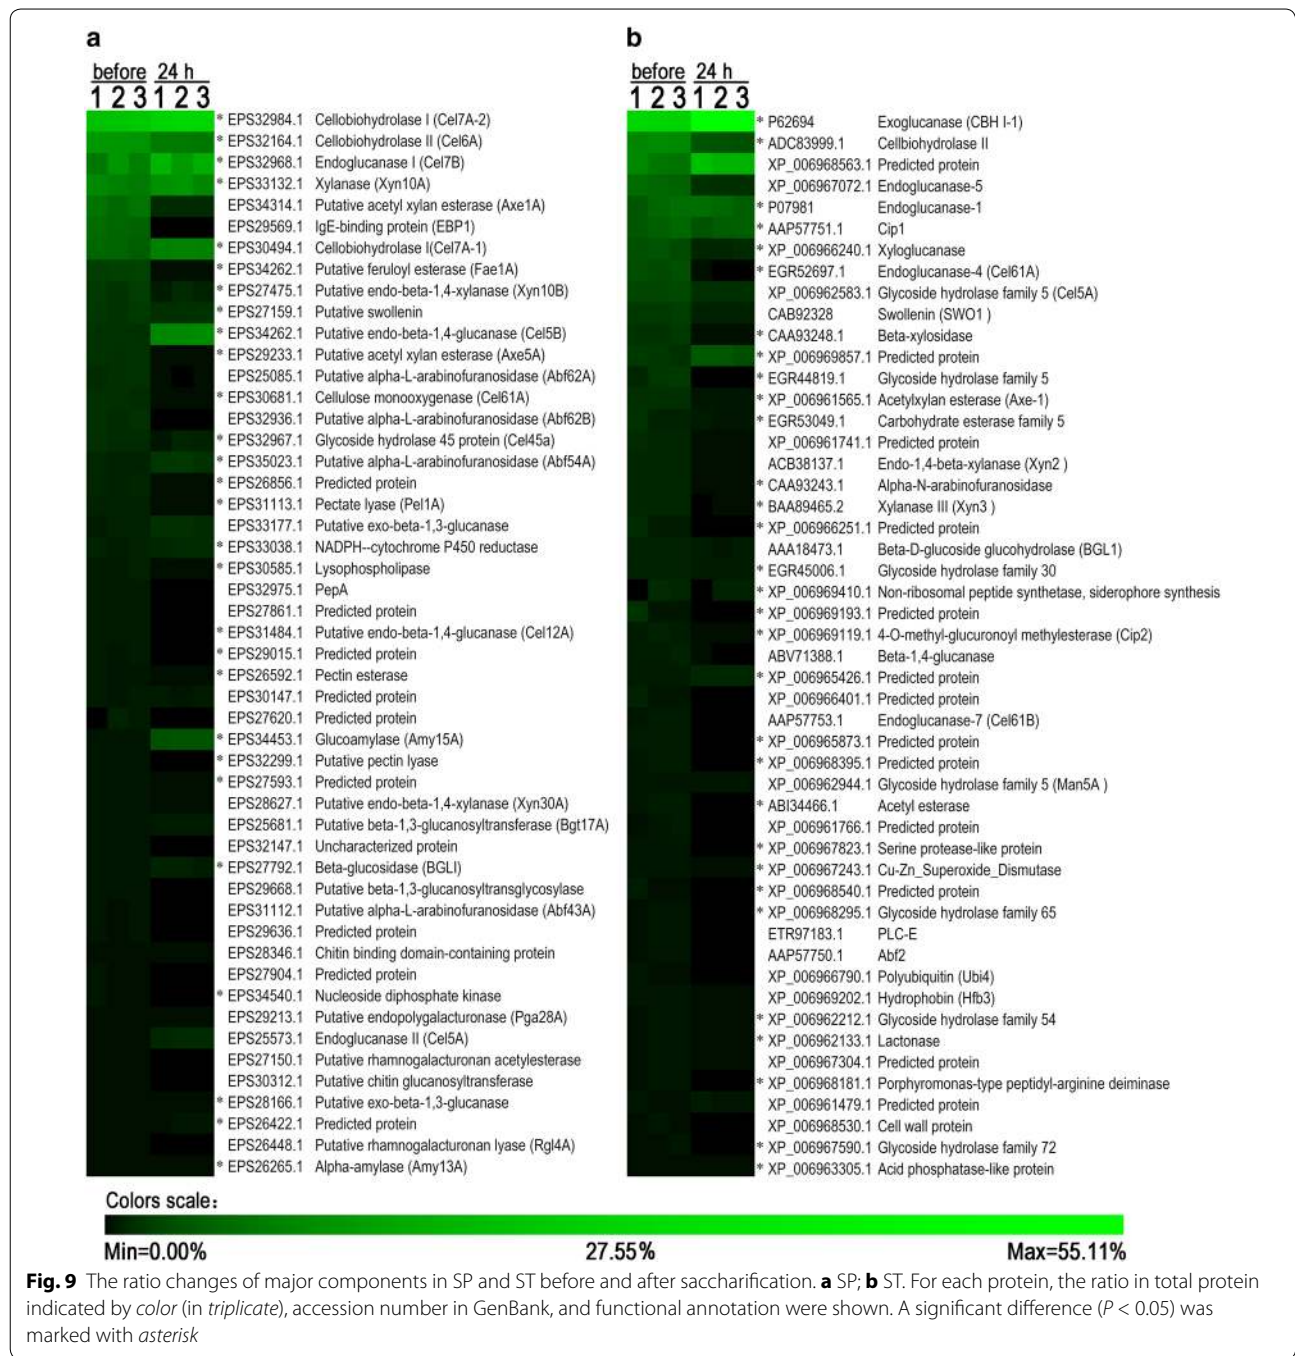 a
before 24 h
1 2 3 1 2 3
* EPS32984.1 Cellobiohydrolase I (Cel7A-2)
* EPS32164.1 Cellobiohydrolase II (Cel6A)
* EPS32968.1 Endoglucanase I (Cel7B)
* EPS33132.1 Xylanase (Xyn10A)
EPS34314.1 Putative acetyl xylan esterase (Axe1A)
EPS29569.1 IgE-binding protein (EBP1)
* EPS30494.1 Cellobiohydrolase I(Cel7A-1)
* EPS34262.1 Putative feruloyl esterase (Fae1A)
* EPS27475.1 Putative endo-beta-1,4-xylanase (Xyn10B)
* EPS27159.1 Putative swollenin
* EPS34262.1 Putative endo-beta-1,4-glucanase (Cel5B)
* EPS29233.1 Putative acetyl xylan esterase (Axe5A)
EPS25085.1 Putative alpha-L-arabinofuranosidase (Abf62A)
* EPS30681.1 Cellulose monooxygenase (Cel61A)
EPS32936.1 Putative alpha-L-arabinofuranosidase (Abf62B)
* EPS32967.1 Glycoside hydrolase 45 protein (Cel45a)
* EPS35023.1 Putative alpha-L-arabinofuranosidase (Abf54A)
* EPS26856.1 Predicted protein
* EPS31113.1 Pectate lyase (Pel1A)
EPS33177.1 Putative exo-beta-1,3-glucanase
* EPS33038.1 NADPH--cytochrome P450 reductase
* EPS30585.1 Lysophospholipase
EPS32975.1 PepA
EPS27861.1 Predicted protein
* EPS31484.1 Putative endo-beta-1,4-glucanase (Cel12A)
* EPS29015.1 Predicted protein
* EPS26592.1 Pectin esterase
EPS30147.1 Predicted protein
EPS27620.1 Predicted protein
* EPS34453.1 Glucoamylase (Amy15A)
* EPS32299.1 Putative pectin lyase
* EPS27593.1 Predicted protein
EPS28627.1 Putative endo-beta-1,4-xylanase (Xyn30A)
EPS25681.1 Putative beta-1,3-glucanosyltransferase (Bgt17A)
EPS32147.1 Uncharacterized protein
* EPS27792.1 Beta-glucosidase (BGLI)
EPS29668.1 Putative beta-1,3-glucanosyltransglycosylase
EPS31112.1 Putative alpha-L-arabinofuranosidase (Abf43A)
EPS29636.1 Predicted protein
EPS28346.1 Chitin binding domain-containing protein
EPS27904.1 Predicted protein
* EPS34540.1 Nucleoside diphosphate kinase
EPS29213.1 Putative endopolygalacturonase (Pga28A)
EPS25573.1 Endoglucanase II (Cel5A)
EPS27150.1 Putative rhamnogalacturonan acetylesterase
EPS30312.1 Putative chitin glucanosyltransferase
* EPS28166.1 Putative exo-beta-1,3-glucanase
* EPS26422.1 Predicted protein
EPS26448.1 Putative rhamnogalacturonan lyase (Rgl4A)
* EPS26265.1 Alpha-amylase (Amy13A)
b
before 24 h
1 2 3 1 2 3
* P62694 Exoglucanase (CBH I-1)
* ADC83999.1 Cellbiohydrolase II
XP_006968563.1 Predicted protein
XP_006967072.1 Endoglucanase-5
* P07981 Endoglucanase-1
* AAP57751.1 Cip1
* XP_006966240.1 Xyloglucanase
* EGR52697.1 Endoglucanase-4 (Cel61A)
XP_006962583.1 Glycoside hydrolase family 5 (Cel5A)
CAB92328 Swollenin (SWO1 )
* CAA93248.1 Beta-xylosidase
* XP_006969857.1 Predicted protein
* EGR44819.1 Glycoside hydrolase family 5
* XP_006961565.1 Acetylxylan esterase (Axe-1)
* EGR53049.1 Carbohydrate esterase family 5
XP_006961741.1 Predicted protein
ACB38137.1 Endo-1,4-beta-xylanase (Xyn2 )
* CAA93243.1 Alpha-N-arabinofuranosidase
* BAA89465.2 Xylanase III (Xyn3 )
* XP_006966251.1 Predicted protein
AAA18473.1 Beta-D-glucoside glucohydrolase (BGL1)
* EGR45006.1 Glycoside hydrolase family 30
* XP_006969410.1 Non-ribosomal peptide synthetase, siderophore synthesis
* XP_006969193.1 Predicted protein
* XP_006969119.1 4-O-methyl-glucuronoyl methylesterase (Cip2)
ABV71388.1 Beta-1,4-glucanase
* XP_006965426.1 Predicted protein
XP_006966401.1 Predicted protein
AAP57753.1 Endoglucanase-7 (Cel61B)
* XP_006965873.1 Predicted protein
* XP_006968395.1 Predicted protein
XP_006962944.1 Glycoside hydrolase family 5 (Man5A )
* ABI34466.1 Acetyl esterase
XP_006961766.1 Predicted protein
* XP_006967823.1 Serine protease-like protein
* XP_006967243.1 Cu-Zn_Superoxide_Dismutase
* XP_006968540.1 Predicted protein
* XP_006968295.1 Glycoside hydrolase family 65
ETR97183.1 PLC-E
AAP57750.1 Abf2
XP_006966790.1 Polyubiquitin (Ubi4)
XP_006969202.1 Hydrophobin (Hfb3)
* XP_006962212.1 Glycoside hydrolase family 54
* XP_006962133.1 Lactonase
XP_006967304.1 Predicted protein
* XP_006968181.1 Porphyromonas-type peptidyl-arginine deiminase
XP_006961479.1 Predicted protein
XP_006968530.1 Cell wall protein
* XP_006967590.1 Glycoside hydrolase family 72
* XP_006963305.1 Acid phosphatase-like protein
Colors scale:
Min=0.00% 27.55% Max=55.11%
Fig. 9 The ratio changes of major components in SP and ST before and after saccharification. a SP; b ST. For each protein, the ratio in total protein
indicated by color (in triplicate), accession number in GenBank, and functional annotation were shown. A significant difference (P < 0.05) was
marked with asterisk